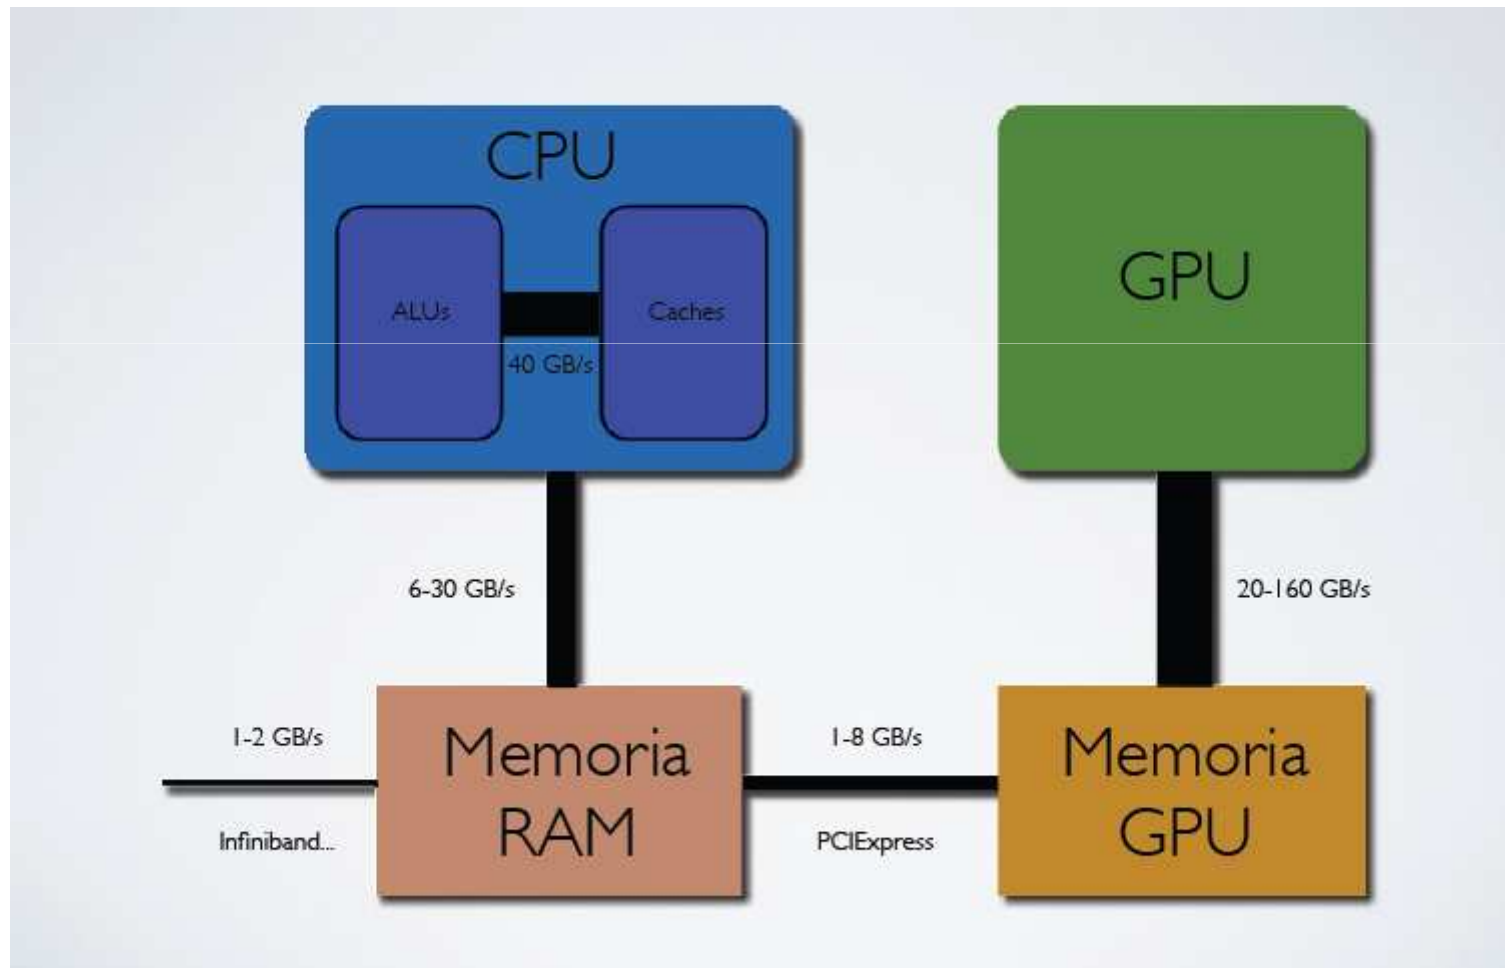 CPU
ALUs
Caches
40 GB/s
GPU
6-30 GB/s
20-160 GB/s
1-2 GB/s
Infiniband...
Memoria
RAM
1-8 GB/s
PCIExpress
Memoria
GPU